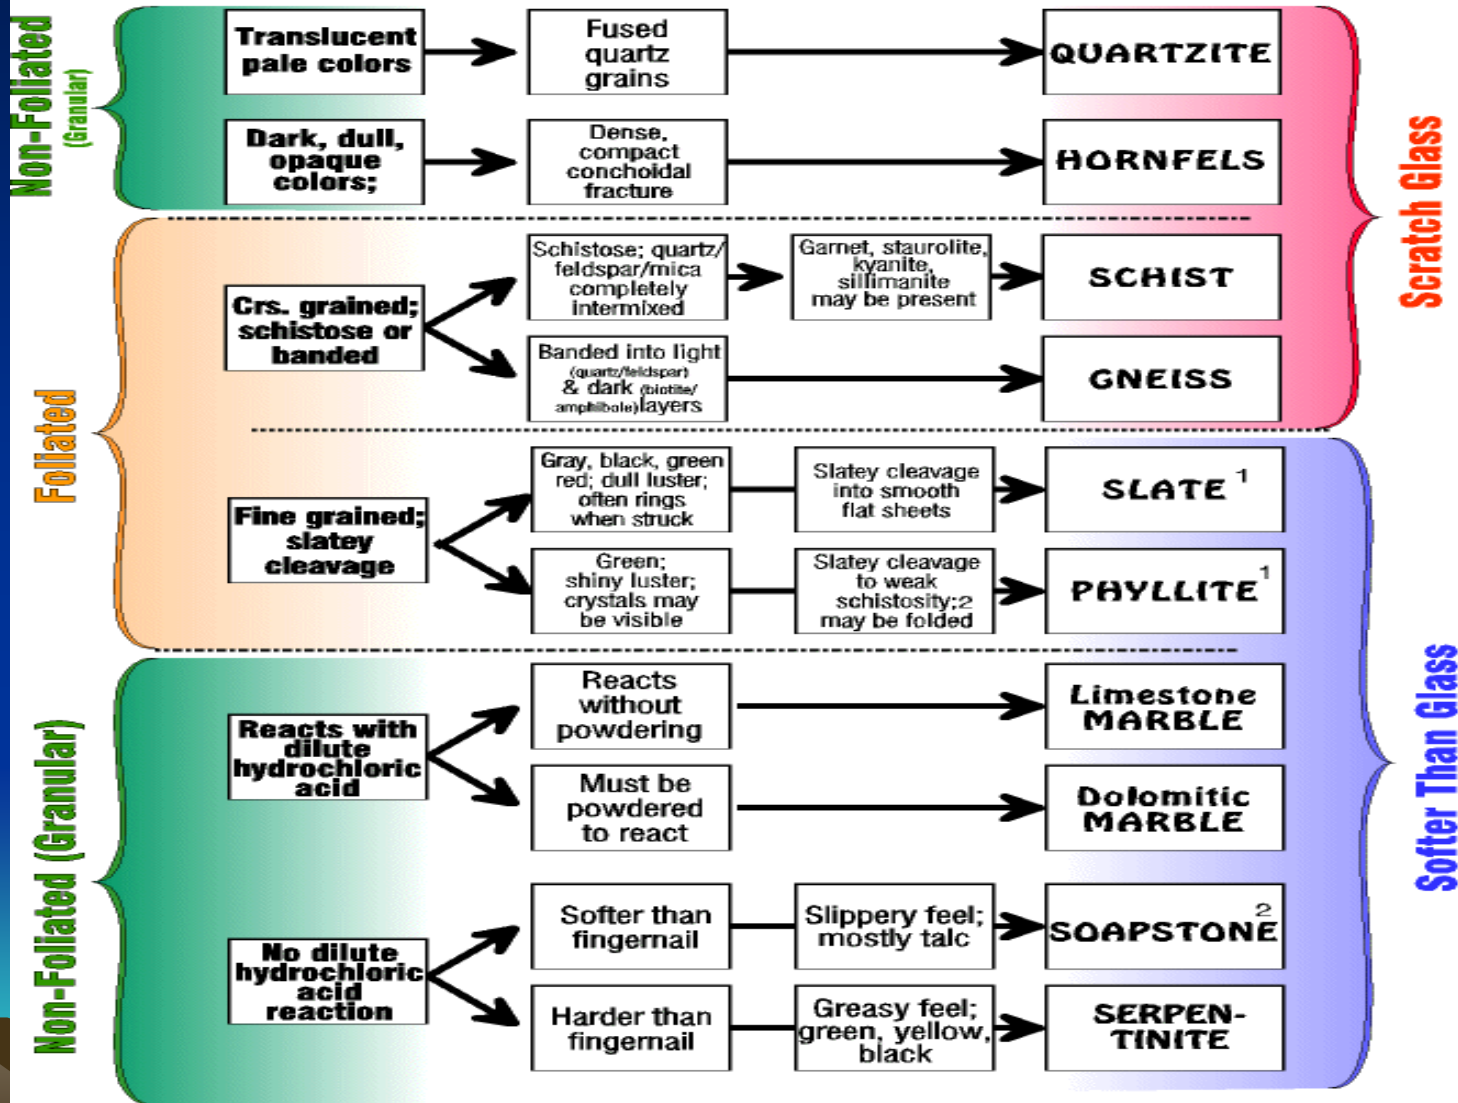 Non-Foliated
(Granular)
Translucent
pale colors
Fused
quartz
grains
QUARTZITE
Dark, dull,
opaque
colors;
Dense,
compact
conchoidal
fracture
HORNFELS
Scratch Glass
Foliated
Crs. grained;
schistose or
banded
Schistose; quartz/
feldspar/mica
completely
intermixed
Garnet, staurolite,
kyanite,
sillimanite
may be present
SCHIST
Banded into light
(quartz/feldspar)
& dark (biotite/
amphibole)layers
GNEISS
Fine grained;
slatey
cleavage
Gray, black, green
red; dull luster;
often rings
when struck
Slatey cleavage
into smooth
flat sheets
SLATE 1
Green;
shiny luster;
crystals may
be visible
Slatey cleavage
to weak
schistosity;2
may be folded
PHYLLITE 1
Softer Than Glass
Non-Foliated (Granular)
Reacts with
dilute
hydrochloric
acid
Reacts
without
powdering
Limestone
MARBLE
Must be
powdered
to react
Dolomitic
MARBLE
No dilute
hydrochloric
acid
reaction
Softer than
fingernail
Slippery feel;
mostly talc
SOAPSTONE 2
Harder than
fingernail
Greasy feel;
green, yellow,
black
SERPEN-
TINITE